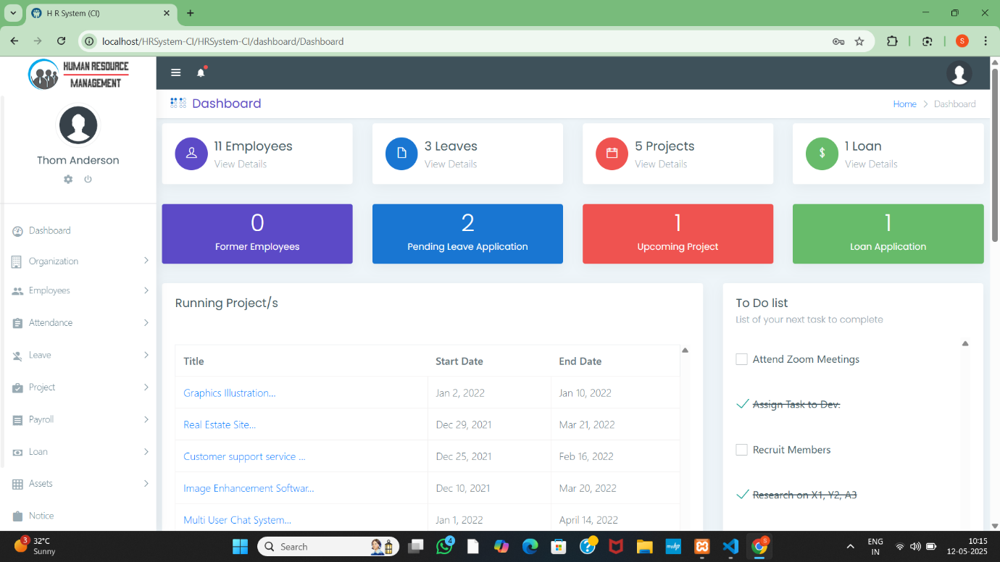 H R System (CI)
localhost/HRSystem-CI/HRSystem-CI/dashboard/Dashboard
S
HUMAN RESOURCE
MANAGEMENT
Thom Anderson
Dashboard
Organization
Employees
Attendance
Leave
Project
Payroll
Loan
Assets
Notice
Dashboard
Home > Dashboard
11 Employees
View Details
3 Leaves
View Details
5 Projects
View Details
$
1 Loan
View Details
0
Former Employees
2
Pending Leave Application
1
Upcoming Project
1
Loan Application
Running Project/s
Title Start Date End Date
Graphics Illustration... Jan 2, 2022 Jan 10, 2022
Real Estate Site... Dec 29, 2021 Mar 21, 2022
Customer support service ... Dec 25, 2021 Feb 16, 2022
Image Enhancement Softwar... Dec 10, 2021 Mar 20, 2022
Multi User Chat System... Jan 1, 2022 April 14, 2022
To Do list
List of your next task to complete
Attend Zoom Meetings
Assign Task to Dev.
Recruit Members
Research on X1, Y2, A3
3
32°C
Sunny
Search
4
?
myhp
S
ENG
IN
10:15
12-05-2025